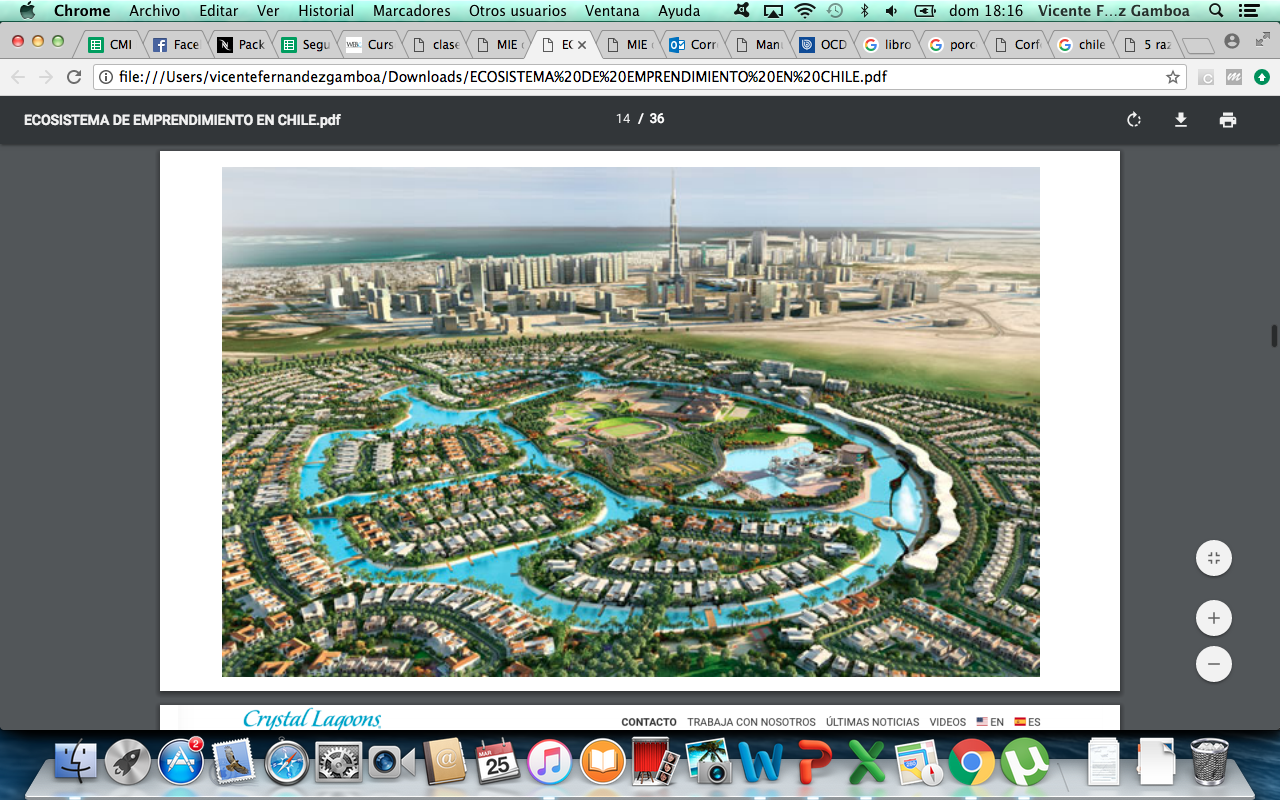 Chrome Archivo Editar Ver Historial Marcadores Otros usuarios Ventana Ayuda dom 18:16 Vicente F...z Gamboa
CMI Face Pack Segu Curs clase MIE EC MIE Corr Man OCD libro porc Corf chile 5 raz
file:///Users/vicentefernandezgamboa/Downloads/ECOSISTEMA%20DE%20EMPRENDIMIENTO%20EN%20CHILE.pdf
ECOSISTEMA DE EMPRENDIMIENTO EN CHILE.pdf 14 / 36
Crystal Lagoons CONTACTO TRABAJA CON NOSOTROS ÚLTIMAS NOTICIAS VIDEOS EN ES
2
MAR
25